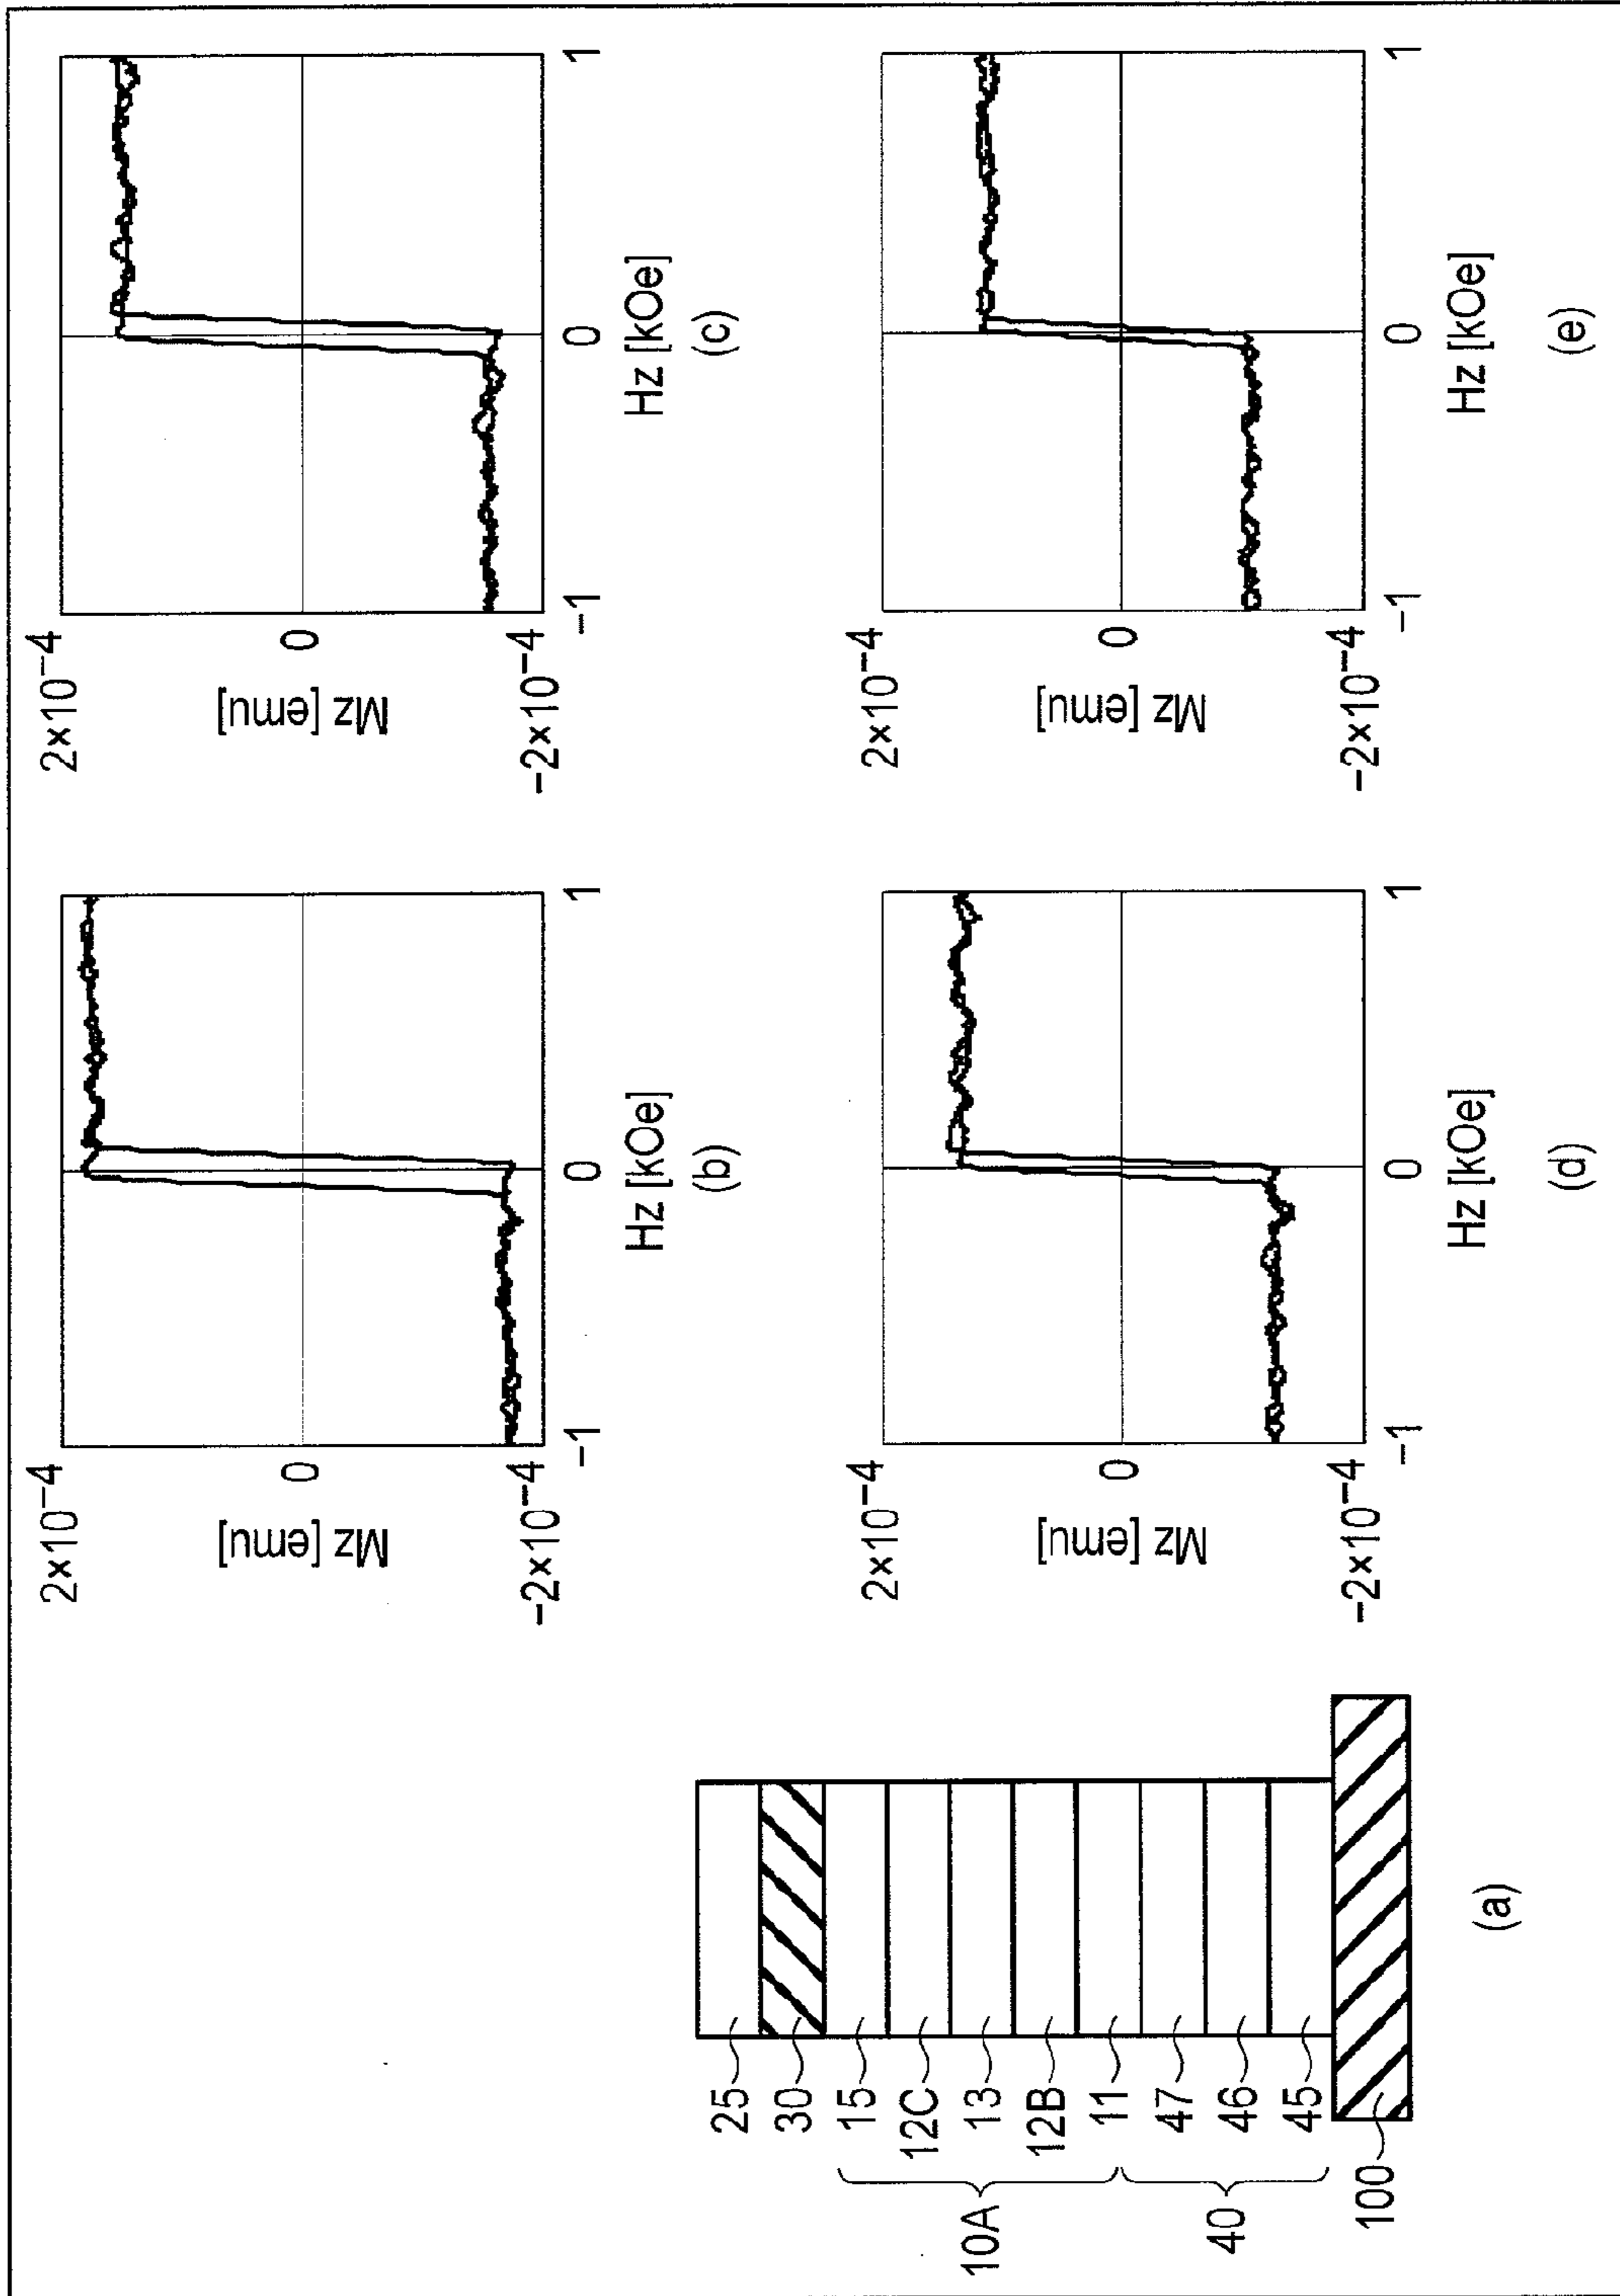 25
30
15
12C
13
12B
11
47
46
45
100
10A
40
(a)
2×10−4
0
−2×10−4
Mz [emu]
−1
0
1
Hz [kOe]
(b)
2×10−4
0
−2×10−4
Mz [emu]
−1
0
1
Hz [kOe]
(c)
2×10−4
0
−2×10−4
Mz [emu]
−1
0
1
Hz [kOe]
(d)
2×10−4
0
−2×10−4
Mz [emu]
−1
0
1
Hz [kOe]
(e)